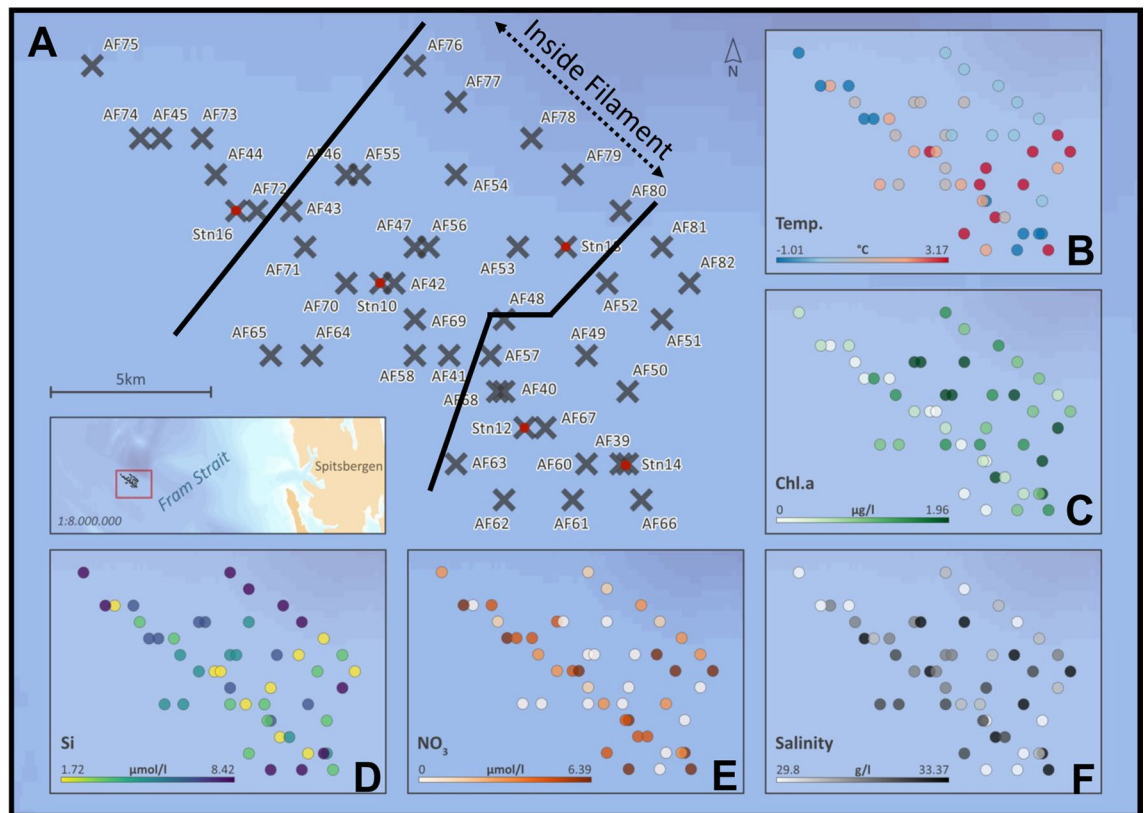 A
AF75
AF76
Inside Filament
N
AF77
AF74
AF45
AF73
AF78
AF44
AF46
AF55
AF54
AF79
AF72
AF43
AF80
Stn16
AF47
AF56
Stn13
AF81
AF71
AF53
AF82
AF70
Stn10
AF42
AF48
AF52
AF65
AF64
AF69
AF49
AF51
AF57
AF58
AF41
AF50
5km
AF68
AF40
Stn12
AF67
AF39
AF63
AF60
Stn14
AF62
AF61
AF66
Fram Strait
Spitsbergen
1:8.000.000
Temp.
-1.01 °C 3.17
B
Chl.a
0 µg/l 1.96
C
Si
1.72 µmol/l 8.42
D
NO₃
0 µmol/l 6.39
E
Salinity
29.8 g/l 33.37
F